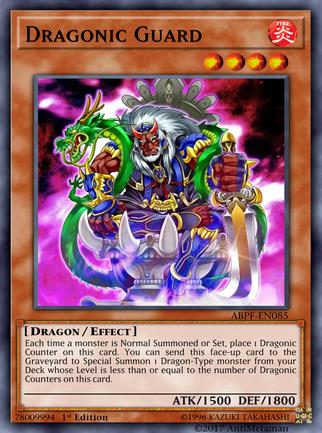 Dragonic Guard
FIRE
炎
ABPF-EN085
[Dragon / Effect]
Each time a monster is Normal Summoned or Set, place 1 Dragonic
Counter on this card. You can send this face-up card to the
Graveyard to Special Summon 1 Dragon-Type monster from your
Deck whose Level is less than or equal to the number of Dragonic
Counters on this card.
ATK/1500 DEF/1800
78009994 1st Edition ©1996 KAZUKI TAKAHASHI
©2017 AntiMetaman